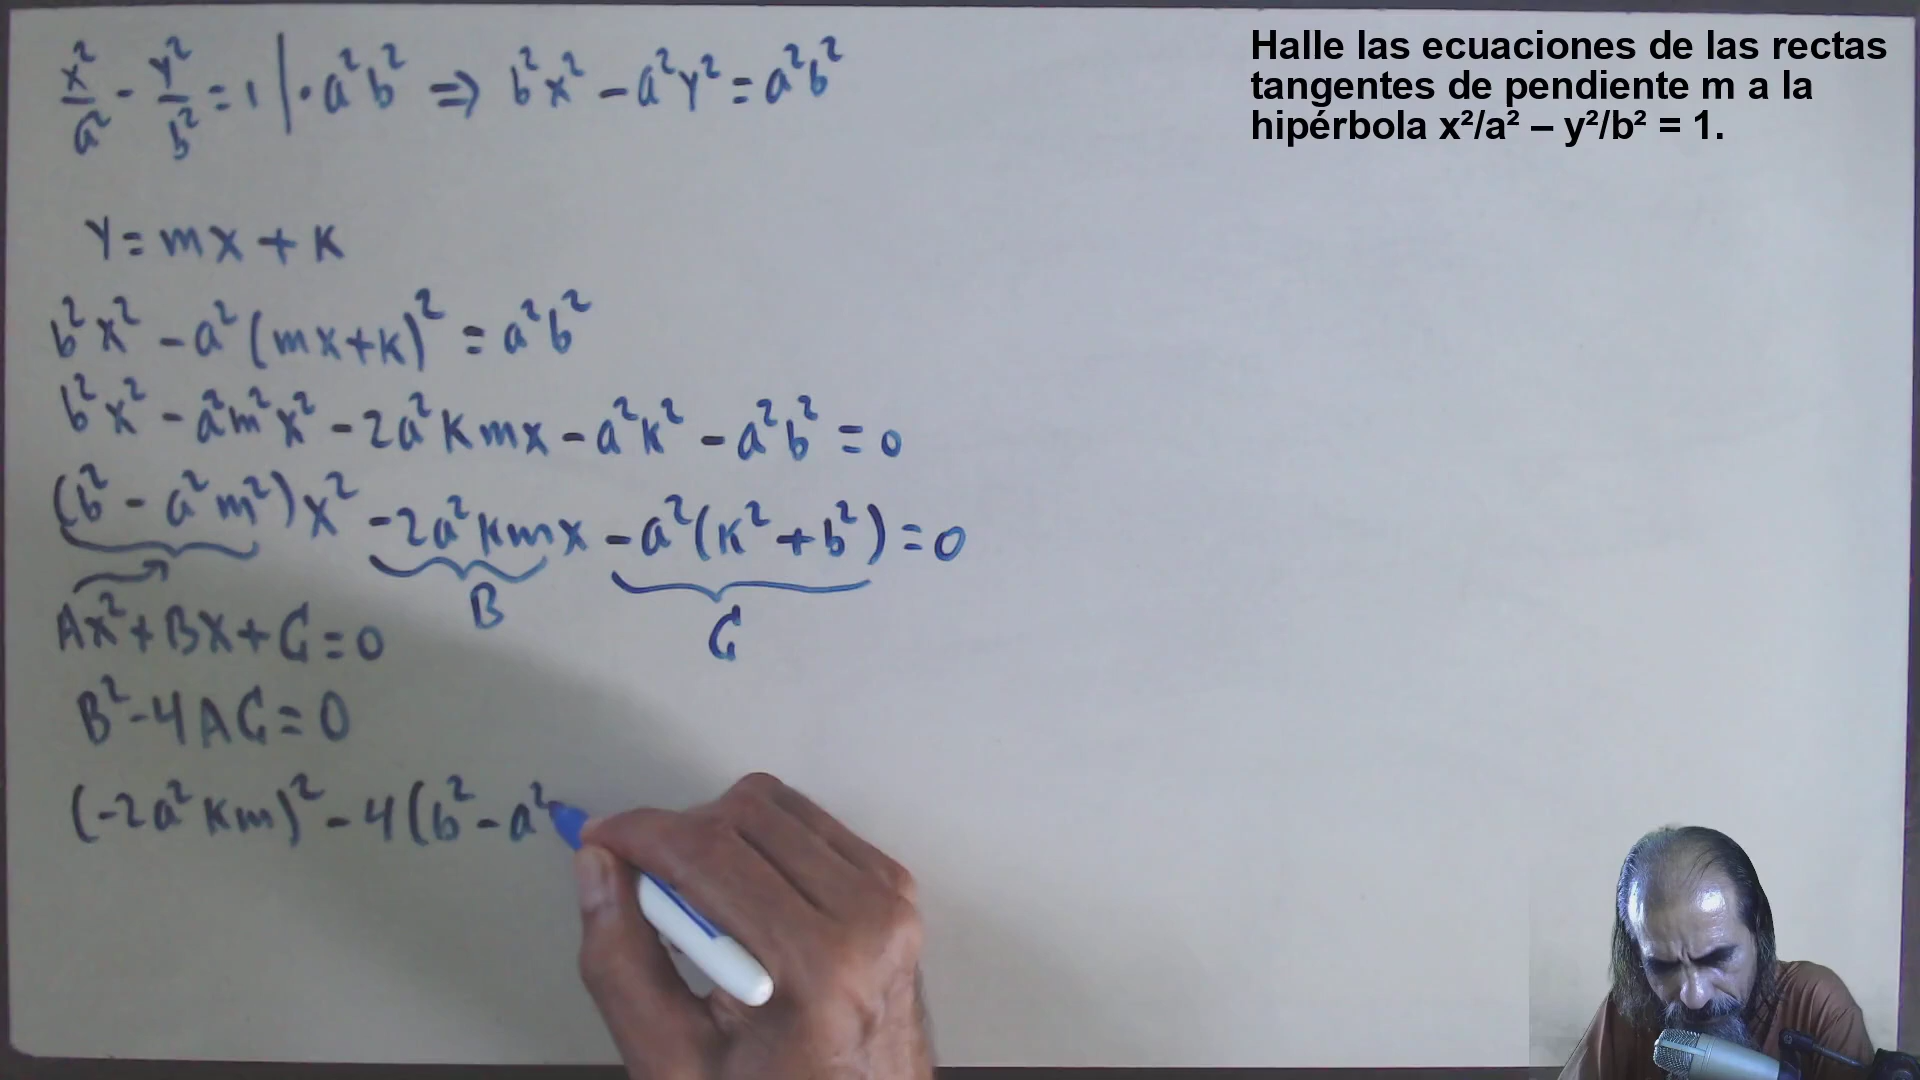 x²/a² - y²/b² = 1 | · a²b² ⇒ b²x² - a²y² = a²b²
Halle las ecuaciones de las rectas
tangentes de pendiente m a la
hipérbola x²/a² – y²/b² = 1.
y = mx + k
b²x² - a²(mx+k)² = a²b²
b²x² - a²m²x² - 2a²kmx - a²k² - a²b² = 0
(b² - a²m²)x² - 2a²kmx - a²(k² + b²) = 0
B
C
Ax² + Bx + C = 0
B² - 4AC = 0
(-2a²km)² - 4(b² - a²